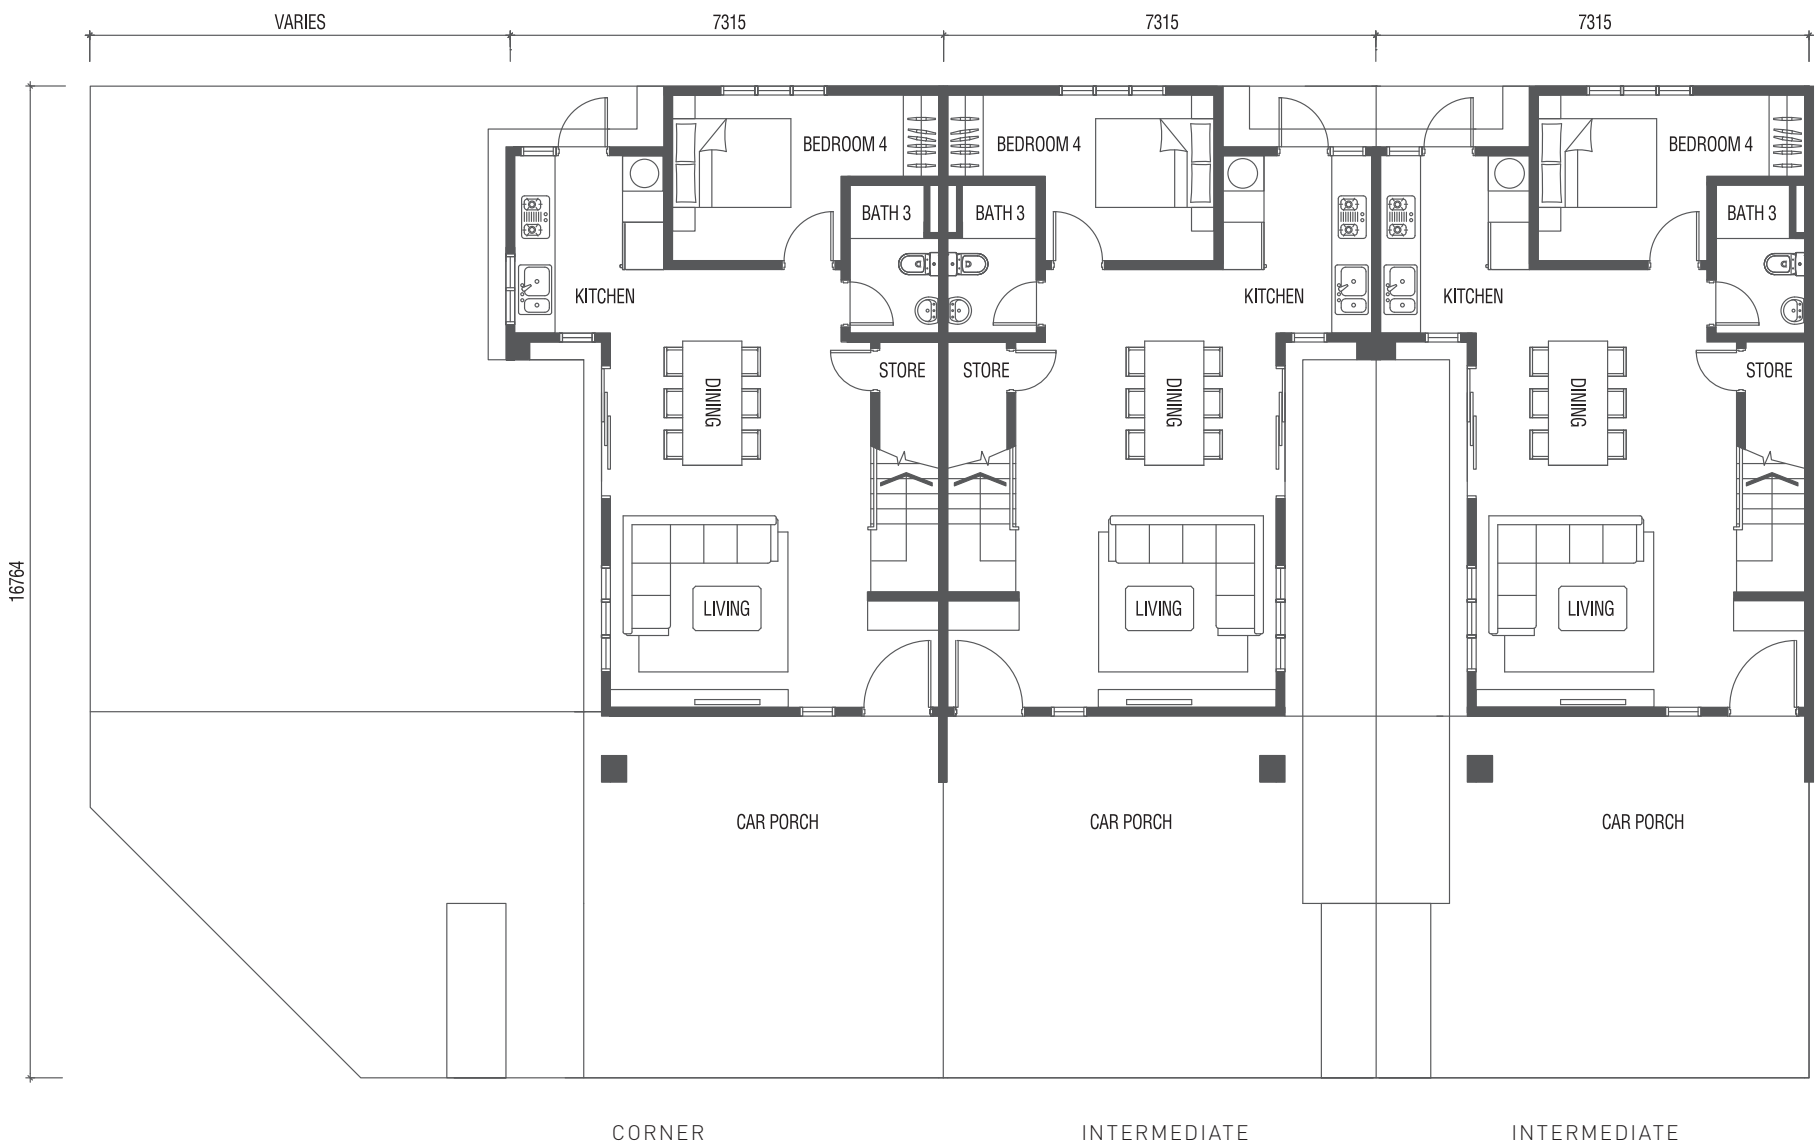 VARIES 7315 7315 7315
BEDROOM 4 BEDROOM 4 BEDROOM 4
BATH 3 BATH 3 BATH 3
KITCHEN KITCHEN KITCHEN
STORE STORE STORE
DINING DINING DINING
16764
LIVING LIVING LIVING
CAR PORCH CAR PORCH CAR PORCH
CORNER INTERMEDIATE INTERMEDIATE